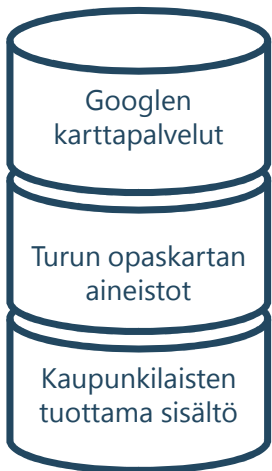 Googlen
karttapalvelut
Turun opaskartan
aineistot
Kaupunkilaisten
tuottama sisältö